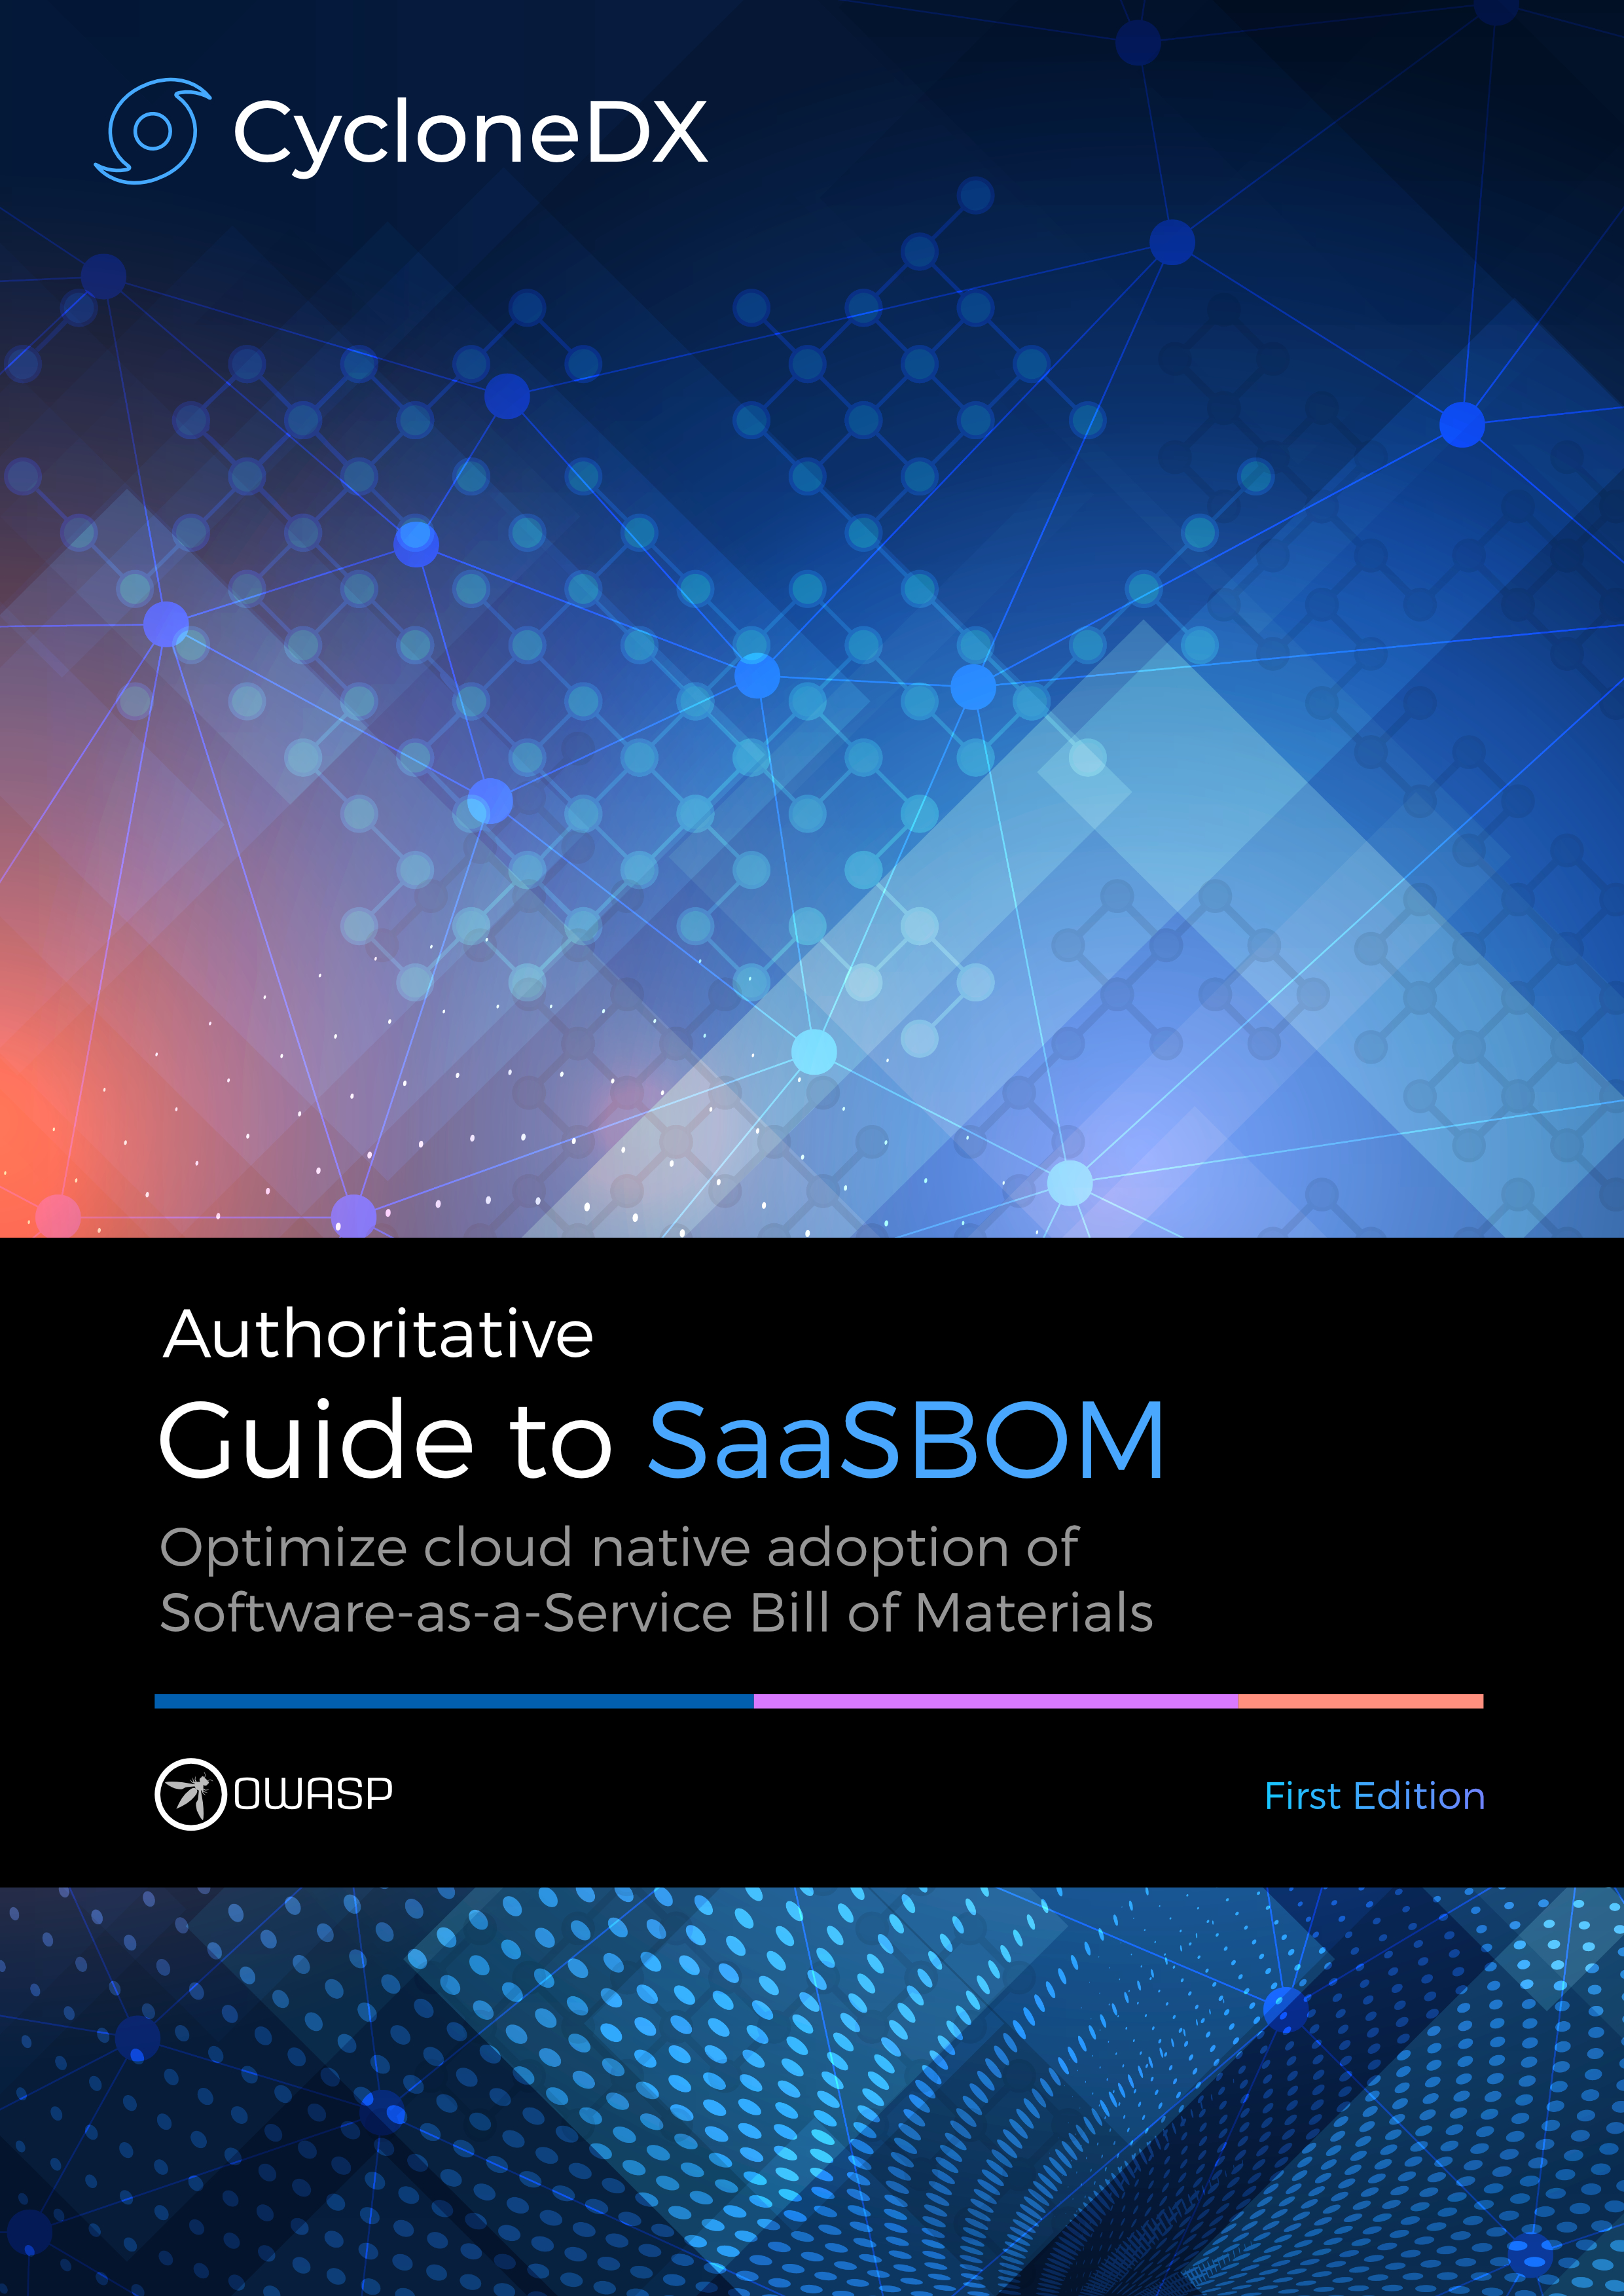 CycloneDX
Authoritative
Guide to SaaSBOM
Optimize cloud native adoption of
Software-as-a-Service Bill of Materials
OWASP
First Edition